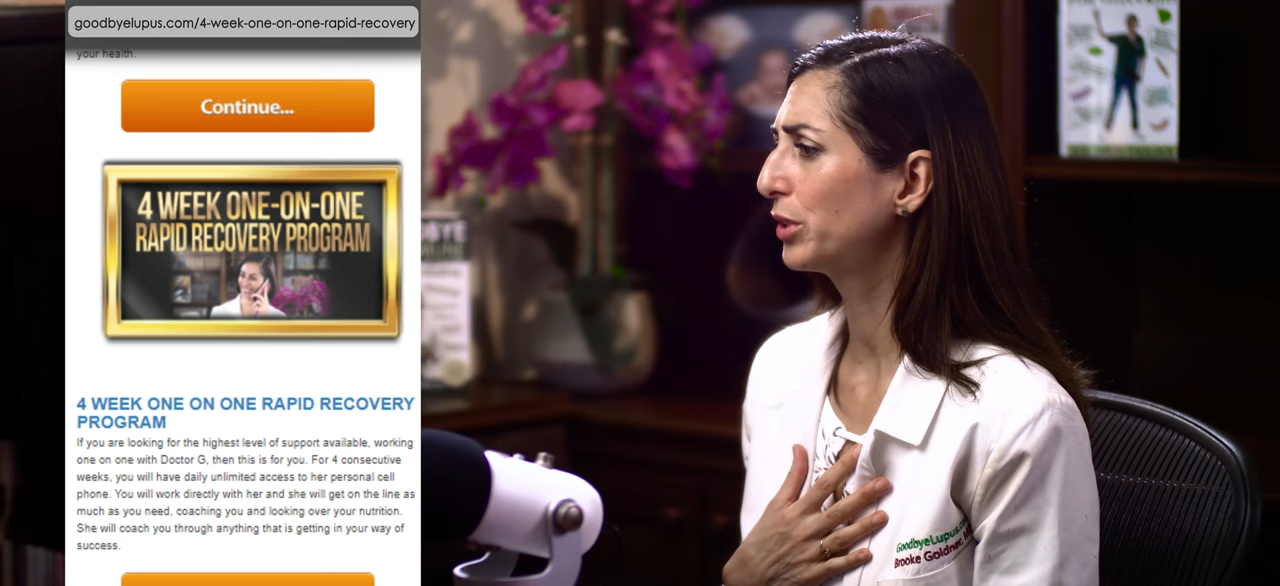 goodbyelupus.com/4-week-one-on-one-rapid-recovery
your health.
Continue...
4 WEEK ONE-ON-ONE
RAPID RECOVERY PROGRAM
4 WEEK ONE ON ONE RAPID RECOVERY
PROGRAM
If you are looking for the highest level of support available, working
one on one with Doctor G, then this is for you. For 4 consecutive
weeks, you will have daily unlimited access to her personal cell
phone. You will work directly with her and she will get on the line as
much as you need, coaching you and looking over your nutrition.
She will coach you through anything that is getting in your way of
success.
GoodbyeLupus.co
Brooke Goldner, M